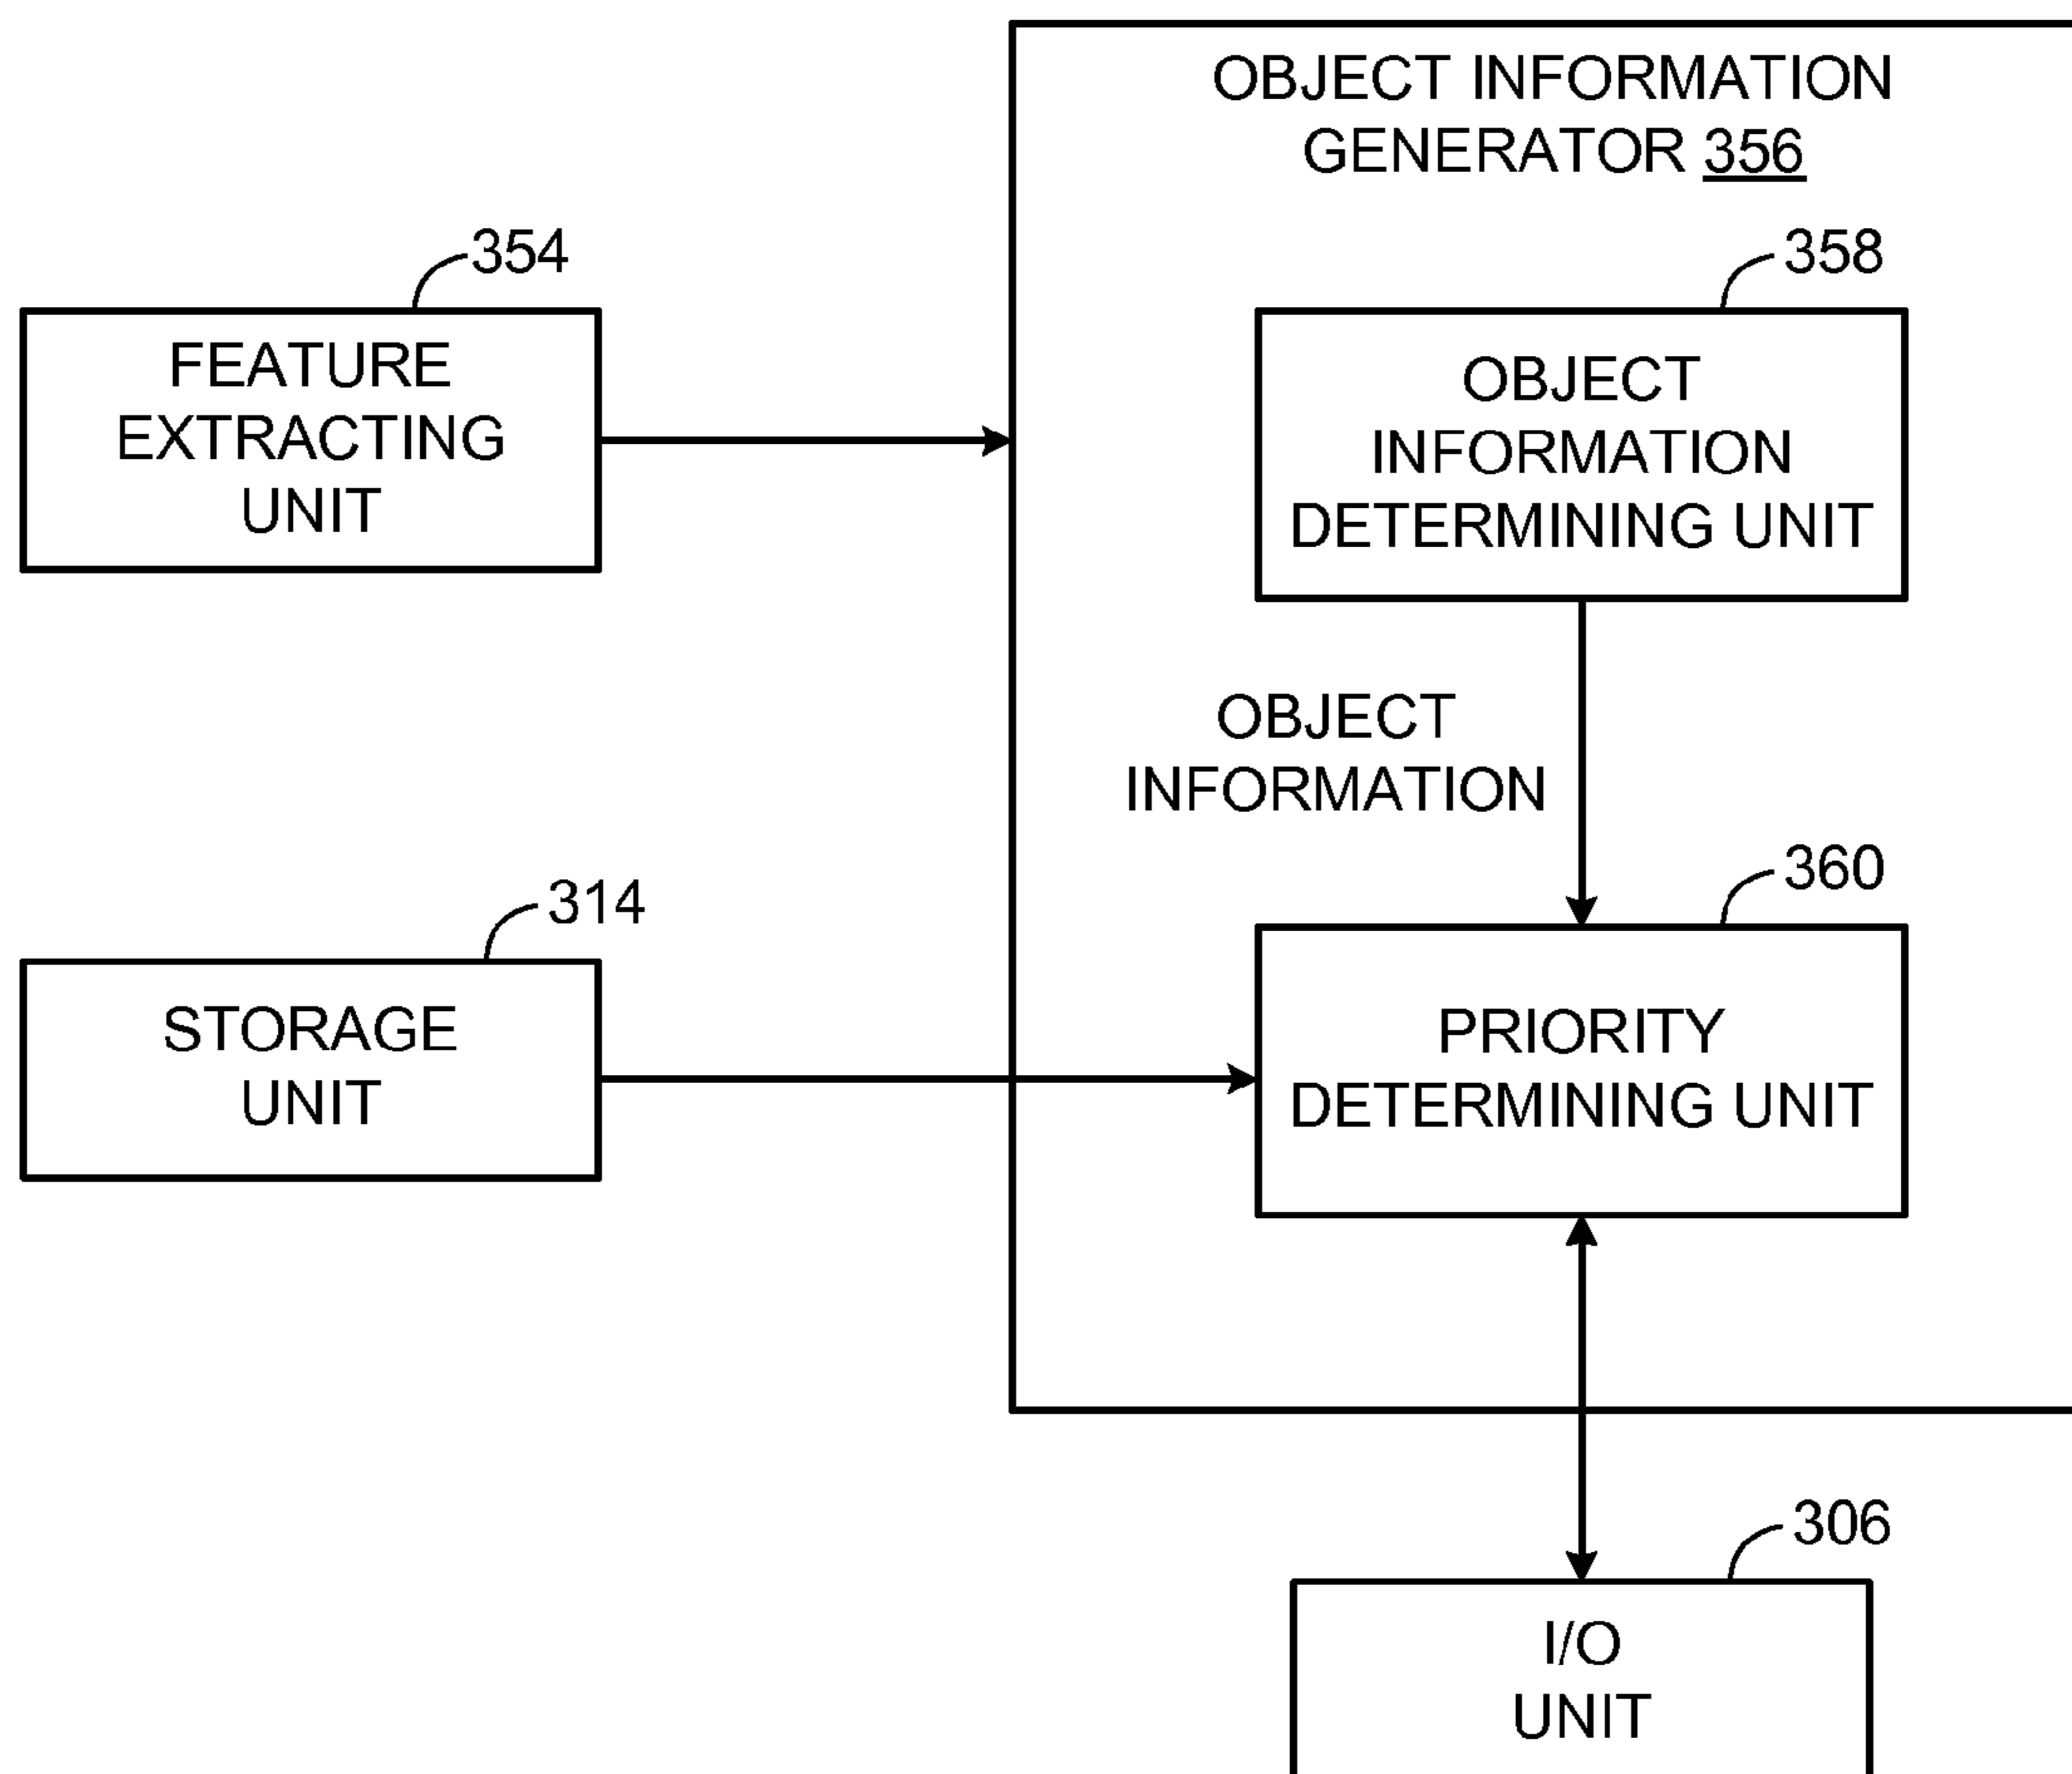 OBJECT INFORMATION
GENERATOR 356
354
358
FEATURE
EXTRACTING
UNIT
OBJECT
INFORMATION
DETERMINING UNIT
OBJECT
INFORMATION
314
360
STORAGE
UNIT
PRIORITY
DETERMINING UNIT
306
I/O
UNIT